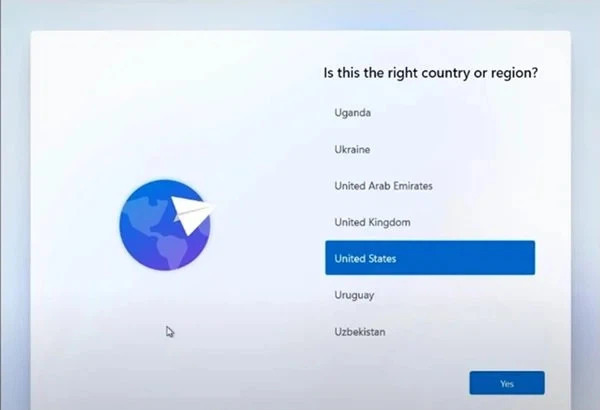 Is this the right country or region?
Uganda
Ukraine
United Arab Emirates
United Kingdom
United States
Uruguay
Uzbekistan
Yes